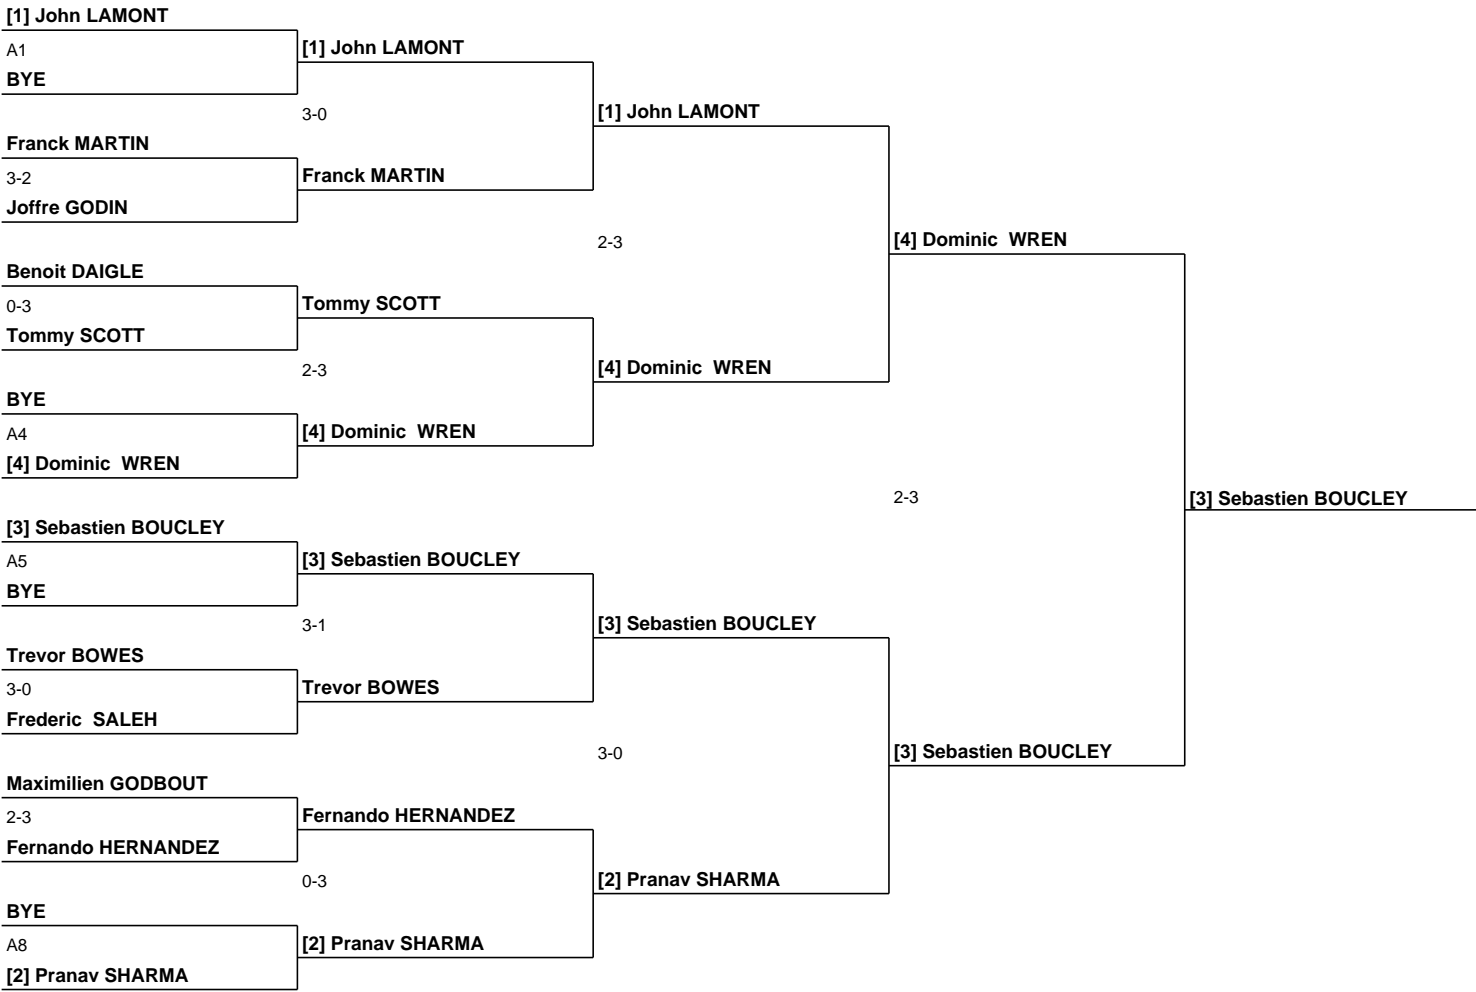 [1] John LAMONT
A1
BYE
[1] John LAMONT
3-0
Franck MARTIN
3-2
Joffre GODIN
Franck MARTIN
[1] John LAMONT
2-3
Benoit DAIGLE
0-3
Tommy SCOTT
Tommy SCOTT
2-3
BYE
A4
[4] Dominic  WREN
[4] Dominic  WREN
[4] Dominic  WREN
[4] Dominic  WREN
2-3
[3] Sebastien BOUCLEY
[3] Sebastien BOUCLEY
A5
BYE
[3] Sebastien BOUCLEY
3-1
Trevor BOWES
3-0
Frederic  SALEH
Trevor BOWES
[3] Sebastien BOUCLEY
3-0
[3] Sebastien BOUCLEY
Maximilien GODBOUT
2-3
Fernando HERNANDEZ
Fernando HERNANDEZ
0-3
BYE
A8
[2] Pranav SHARMA
[2] Pranav SHARMA
[2] Pranav SHARMA